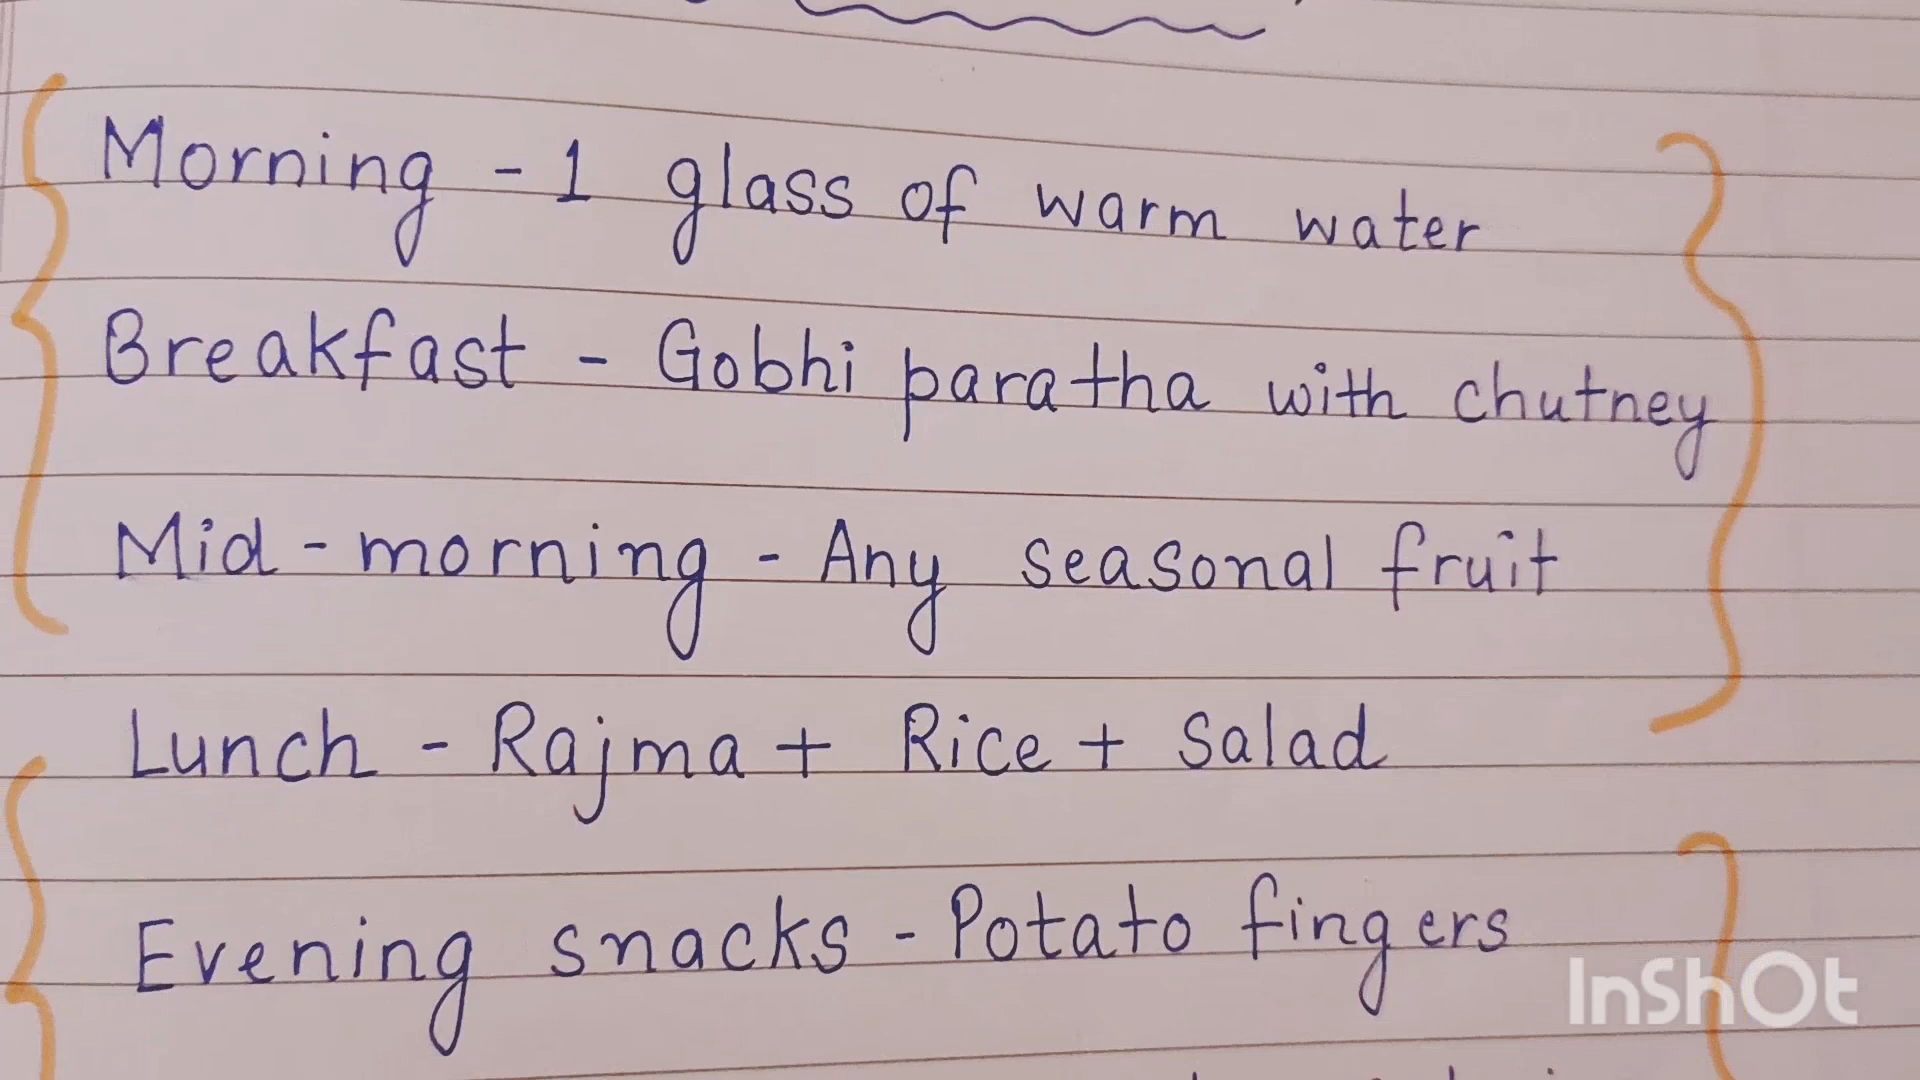 Morning - 1 glass of warm water
Breakfast - Gobhi paratha with chutney
Mid-morning - Any seasonal fruit
Lunch - Rajma + Rice + Salad
Evening snacks - Potato fingers
InShOt